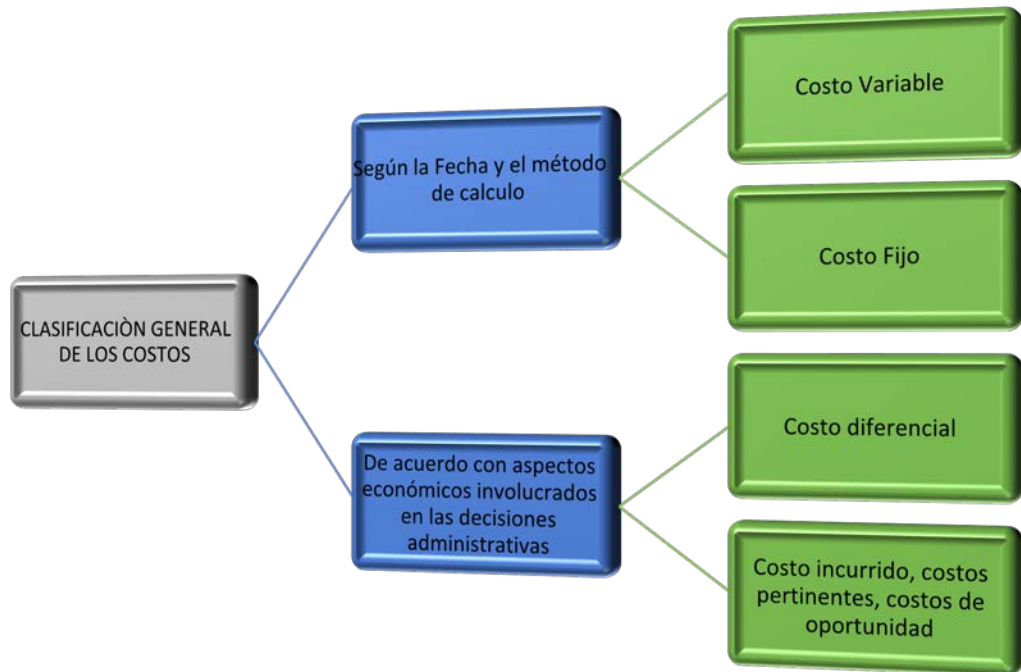 CLASIFICACIÒN GENERAL
DE LOS COSTOS
Según la Fecha y el método
de calculo
Costo Variable
Costo Fijo
De acuerdo con aspectos
económicos involucrados
en las decisiones
administrativas
Costo diferencial
Costo incurrido, costos
pertinentes, costos de
oportunidad